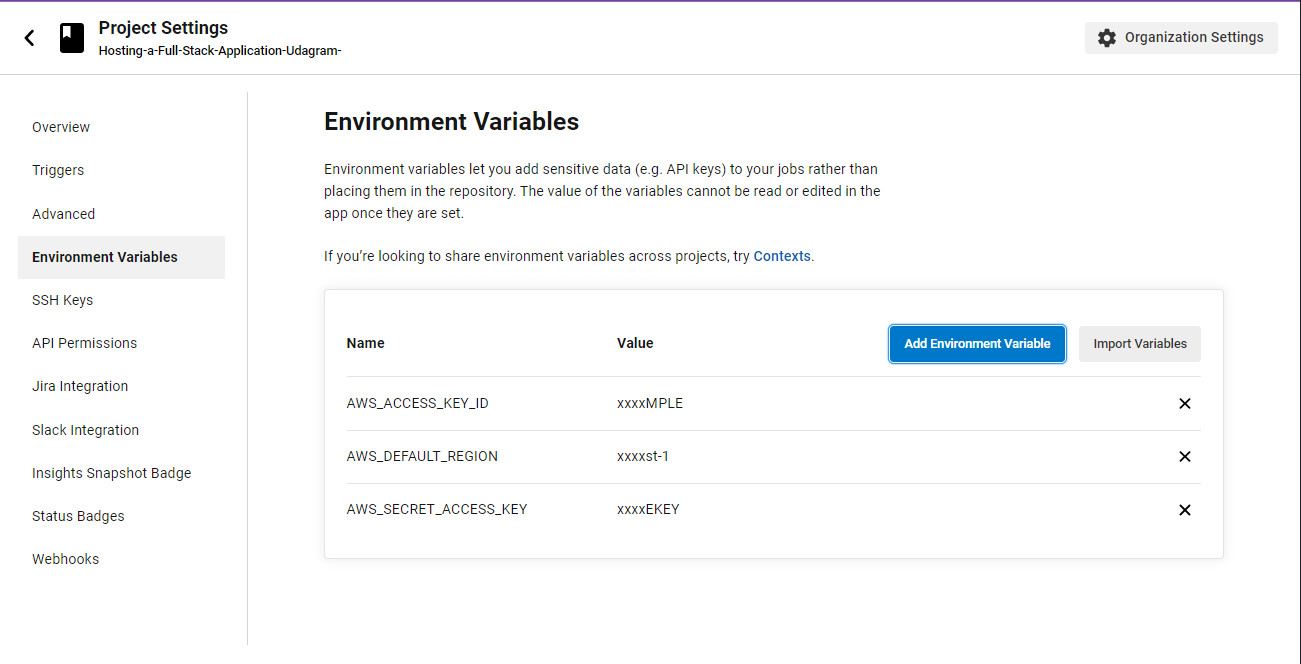 Project Settings
Hosting-a-Full-Stack-Application-Udagram-
Organization Settings
Overview
Triggers
Advanced
Environment Variables
SSH Keys
API Permissions
Jira Integration
Slack Integration
Insights Snapshot Badge
Status Badges
Webhooks
Environment Variables
Environment variables let you add sensitive data (e.g. API keys) to your jobs rather than
placing them in the repository. The value of the variables cannot be read or edited in the
app once they are set.
If you’re looking to share environment variables across projects, try Contexts.
Name Value Add Environment Variable Import Variables
AWS_ACCESS_KEY_ID xxxxMPLE
AWS_DEFAULT_REGION xxxxst-1
AWS_SECRET_ACCESS_KEY xxxxEKEY